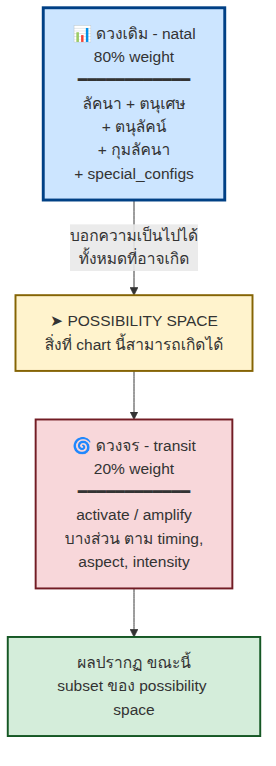 📊 ดวงเดิม - natal
80% weight
━━━━━━━━━━━━━━
ลัคนา + ตนุเศษ
+ ตนุลัคน์
+ กุมลัคนา
+ special_configs
บอกความเป็นไปได้
ทั้งหมดที่อาจเกิด
➤ POSSIBILITY SPACE
สิ่งที่ chart นี้สามารถเกิดได้
🌀 ดวงจร - transit
20% weight
━━━━━━━━━━━━━━
activate / amplify
บางส่วน ตาม timing,
aspect, intensity
ผลปรากฏ ขณะนี้
subset ของ possibility
space